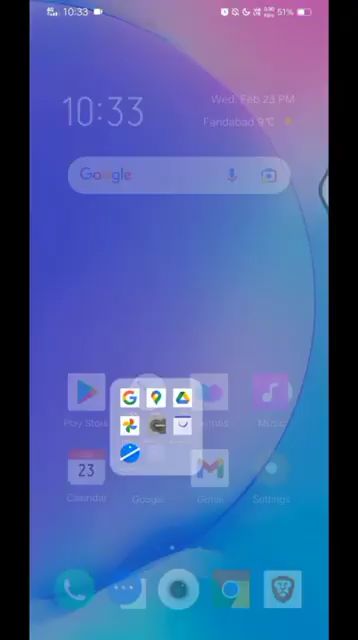 10:33
51%
10:33
Wed, Feb 23 PM
Faridabad 9°C
Google
Play Store
Music
23
Calendar
Google
Gmail
Settings